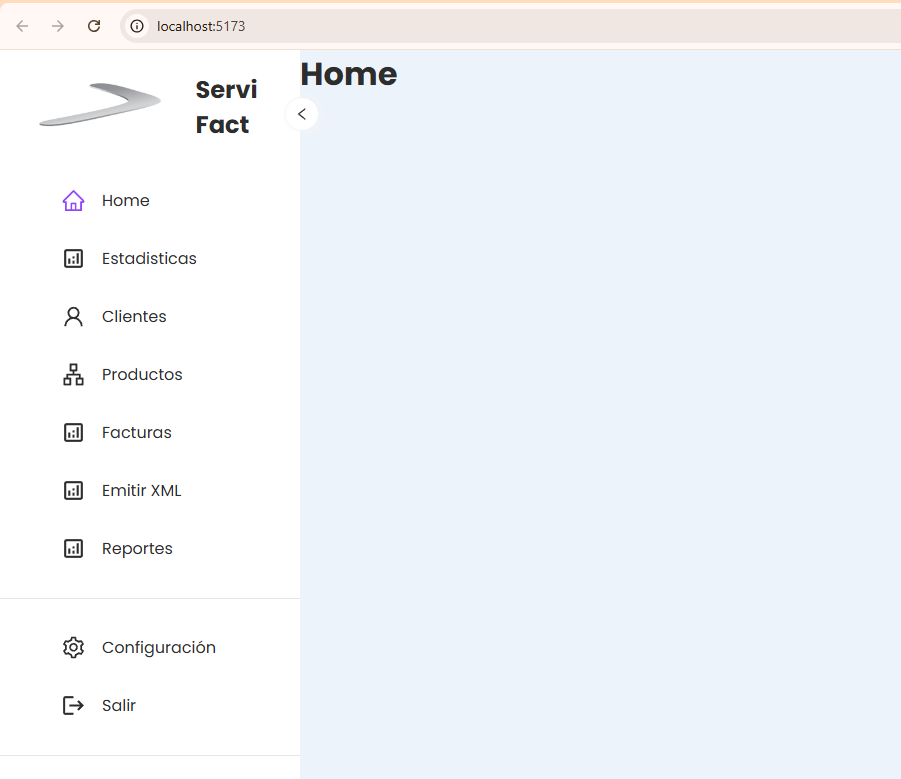 localhost:5173
Servi
Fact
Home
Home
Estadisticas
Clientes
Productos
Facturas
Emitir XML
Reportes
Configuración
Salir